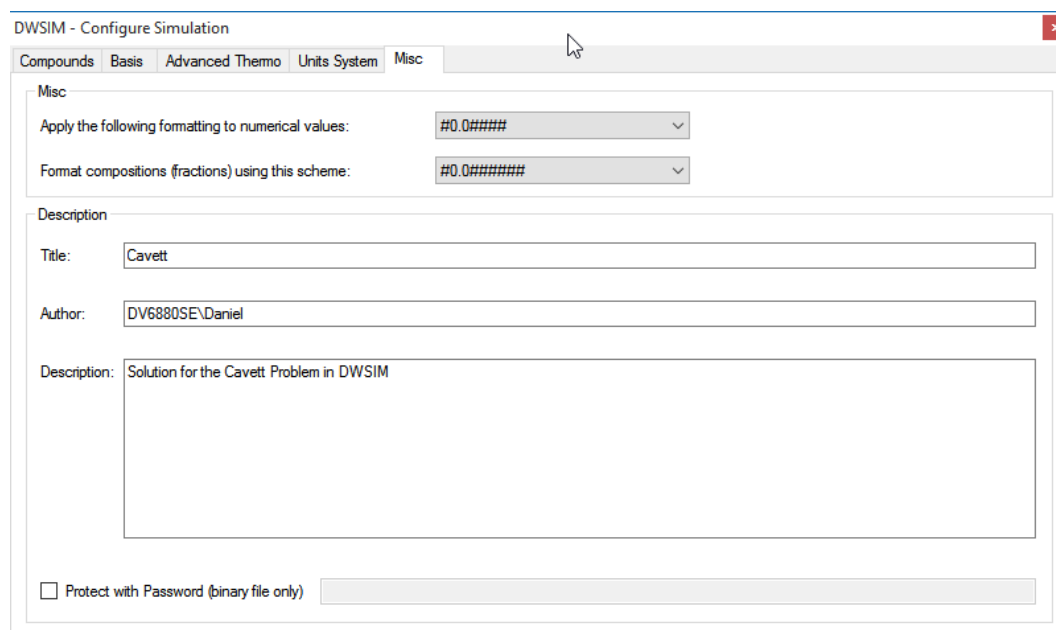 DWSIM - Configure Simulation
Compounds Basis Advanced Thermo Units System Misc
Misc
Apply the following formatting to numerical values: #0.0####
Format compositions (fractions) using this scheme: #0.0######
Description
Title: Cavett
Author: DV6880SE\Daniel
Description: Solution for the Cavett Problem in DWSIM
Protect with Password (binary file only)